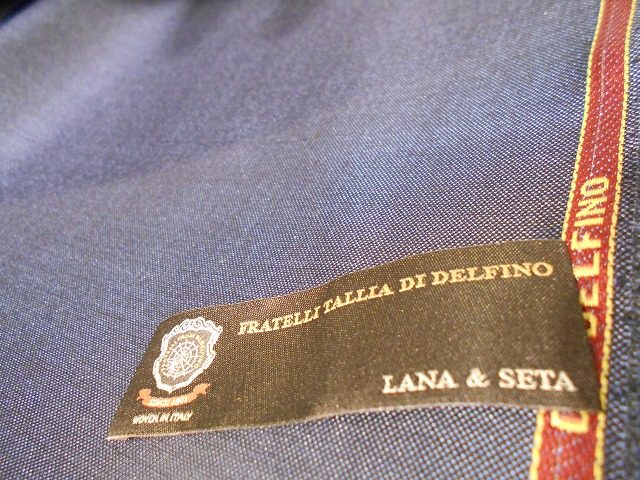 FRATELLI TALLIA DI DELFINO
LANA & SETA
WOVEN IN ITALY
DELFINO